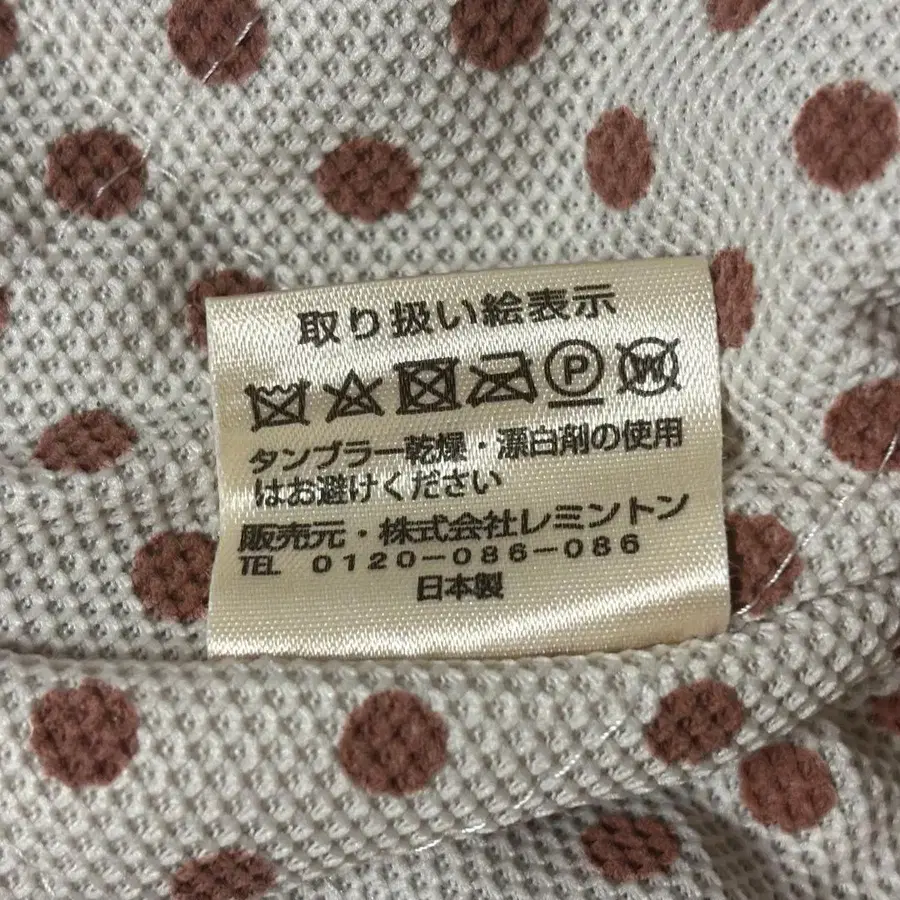 取り扱い絵表示
P W
タンブラー乾燥・漂白剤の使用
はお避けください
販売元・株式会社レミントン
TEL 0120-086-086
日本製